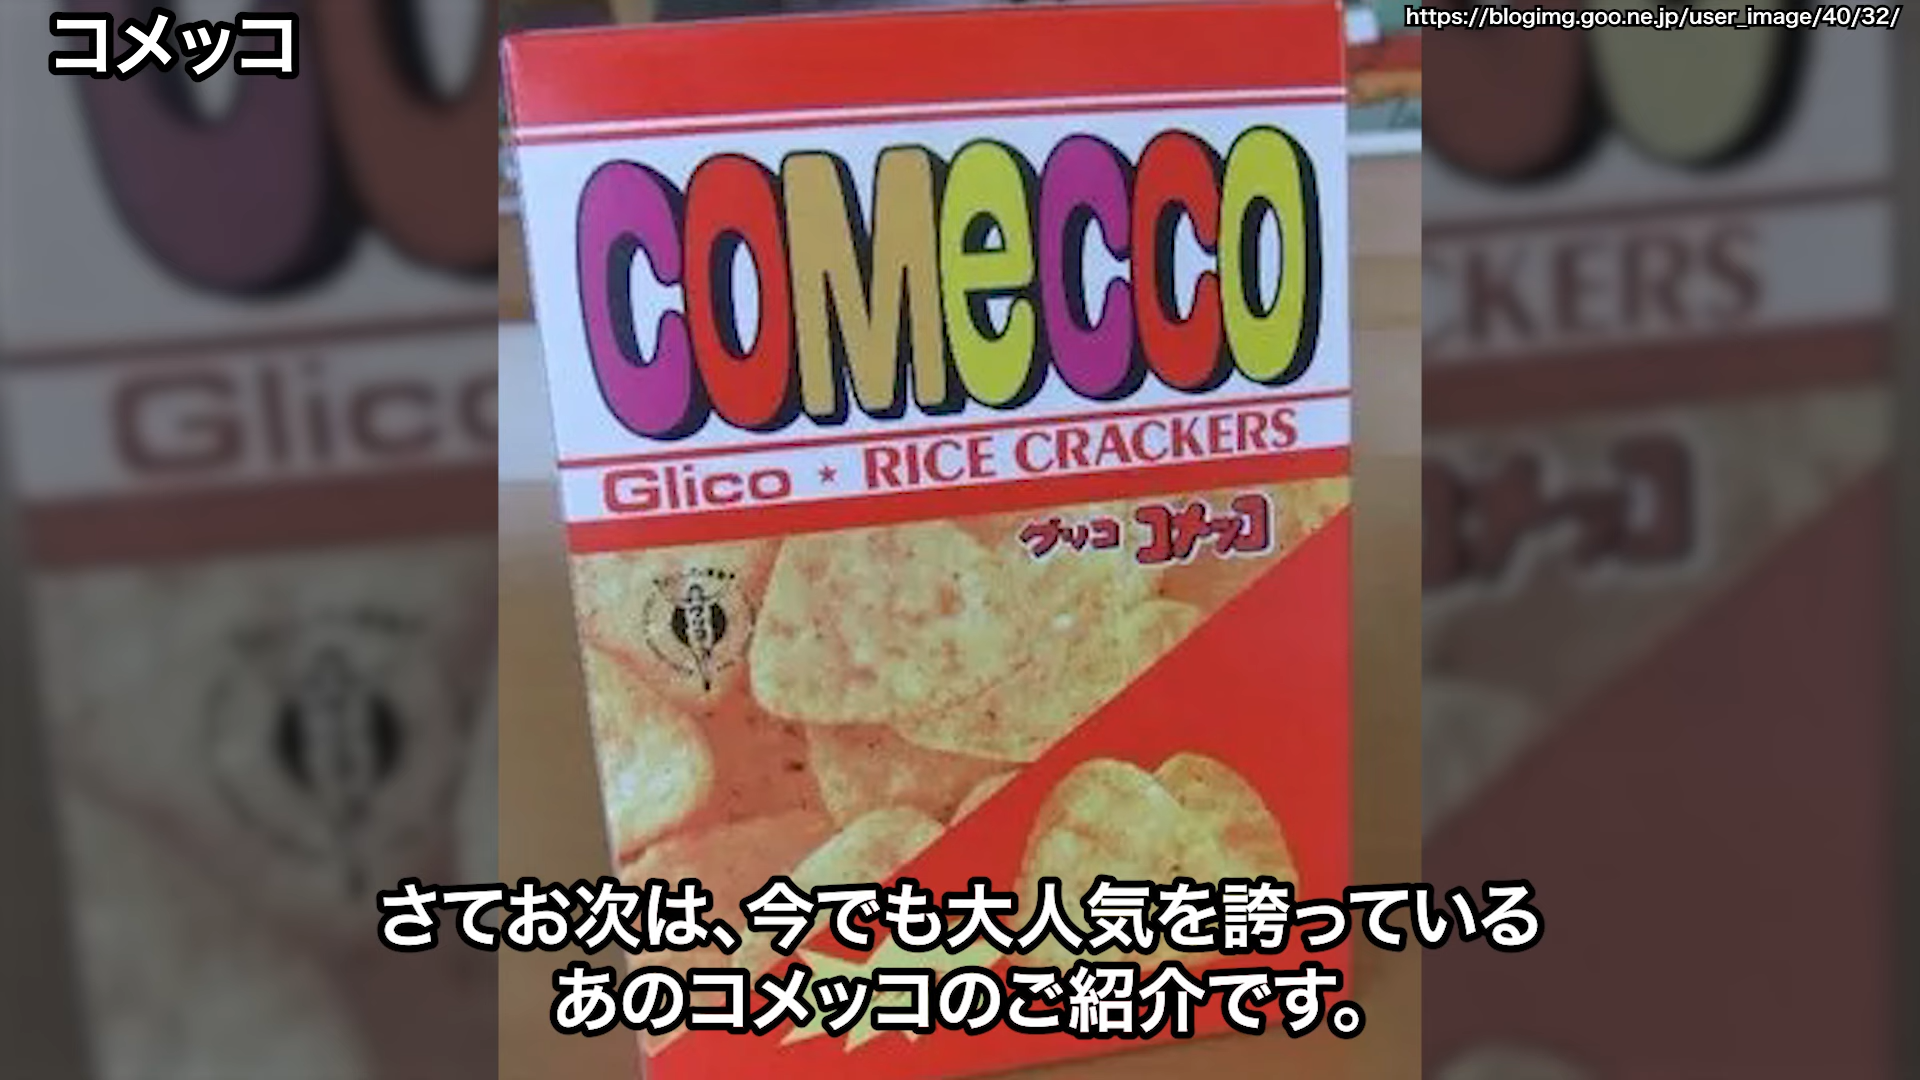 コメッコ
https://blogimg.goo.ne.jp/user_image/40/32/
COMeCCO
Glico ★ RICE CRACKERS
グリコ コメッコ
さてお次は、今でも大人気を誇っている
あのコメッコのご紹介です。